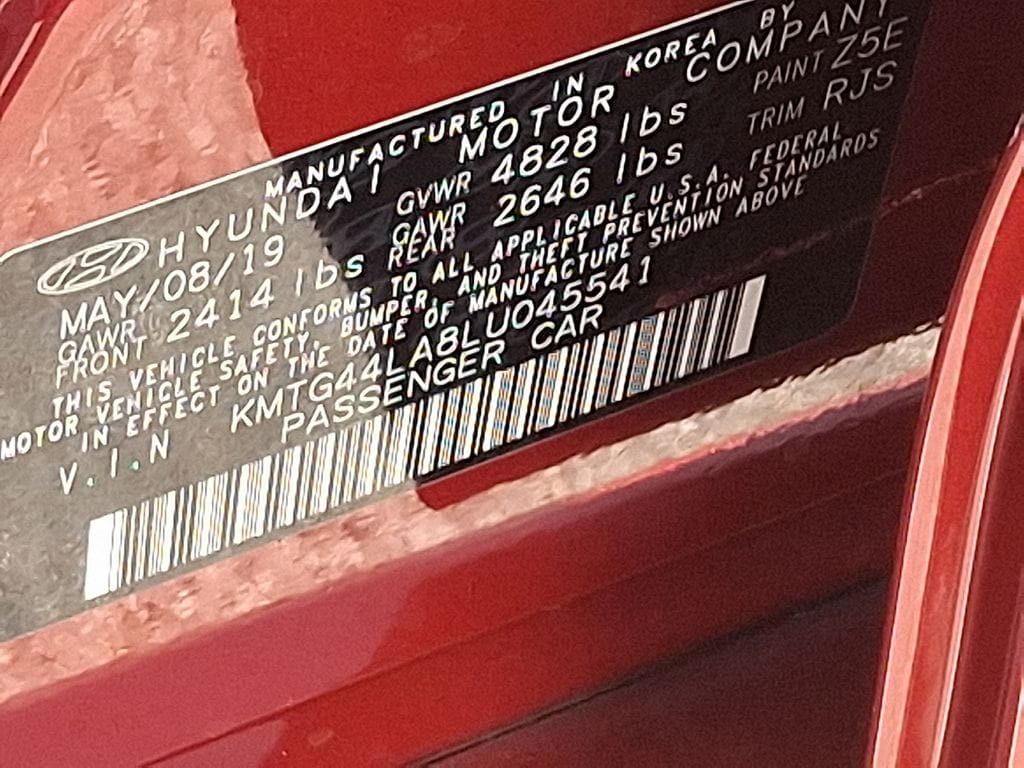 MANUFACTURED IN KOREA BY
HYUNDAI MOTOR COMPANY
MAY/08/19 GVWR 4828 lbs PAINT Z5E
GAWR FRONT 2414 lbs GAWR REAR 2646 lbs TRIM RJS
THIS VEHICLE CONFORMS TO ALL APPLICABLE U.S.A. FEDERAL
MOTOR VEHICLE SAFETY, BUMPER, AND THEFT PREVENTION STANDARDS
IN EFFECT ON THE DATE OF MANUFACTURE SHOWN ABOVE
V.I.N KMTG44LA8LU045541
PASSENGER CAR